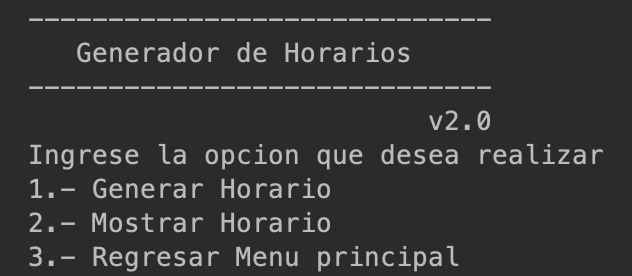 -----------------------------
Generador de Horarios
-----------------------------
v2.0
Ingrese la opcion que desea realizar
1.- Generar Horario
2.- Mostrar Horario
3.- Regresar Menu principal